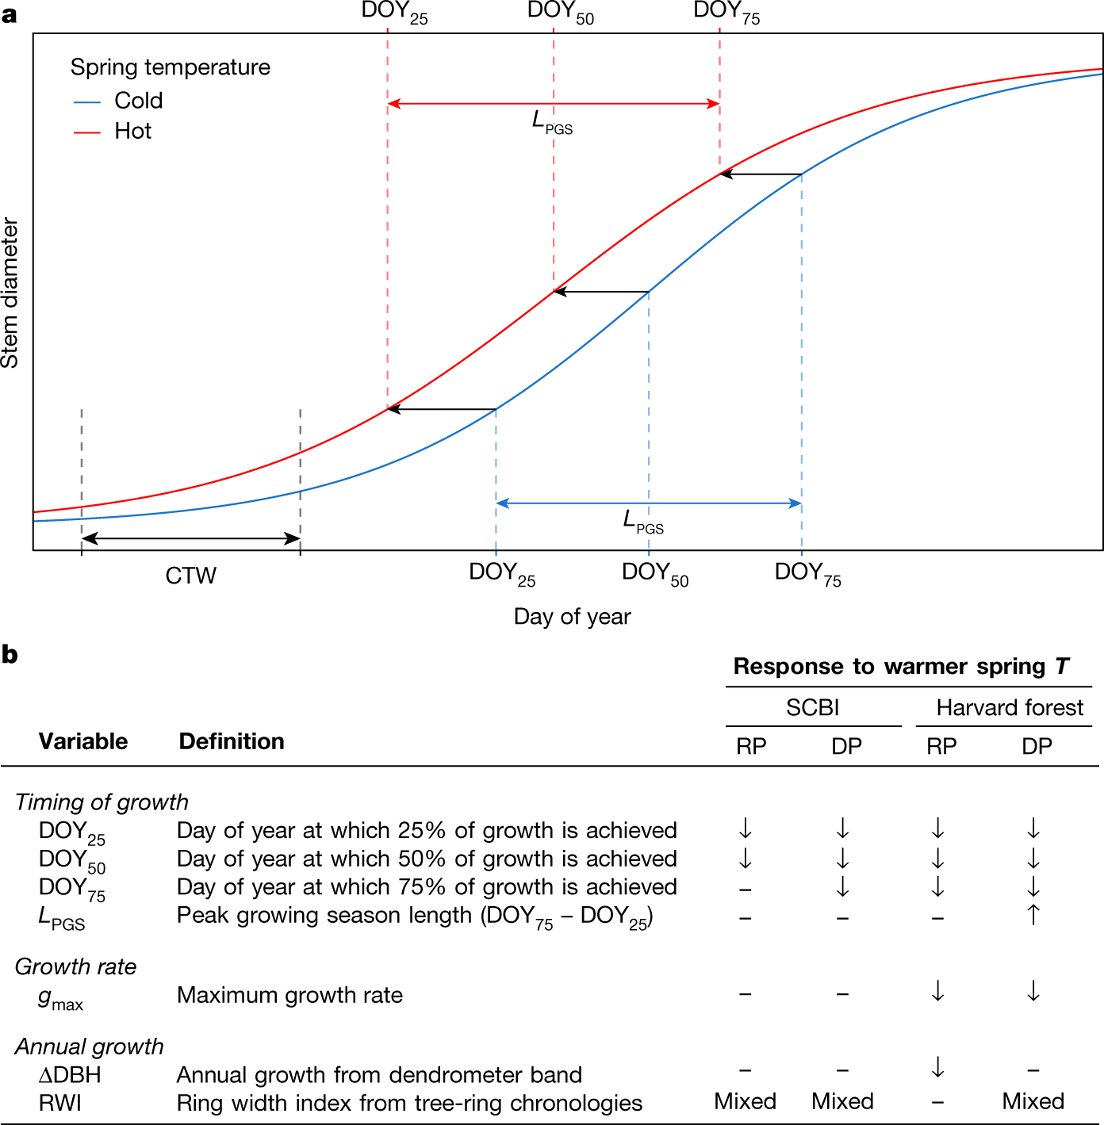 a
DOY25 DOY50 DOY75
Spring temperature
Cold
Hot
LPGS
Stem diameter
LPGS
CTW DOY25 DOY50 DOY75
Day of year
b
Response to warmer spring T
SCBI Harvard forest
Variable Definition RP DP RP DP
Timing of growth
DOY25 Day of year at which 25% of growth is achieved ↓ ↓ ↓ ↓
DOY50 Day of year at which 50% of growth is achieved ↓ ↓ ↓ ↓
DOY75 Day of year at which 75% of growth is achieved – ↓ ↓ ↓
LPGS Peak growing season length (DOY75 – DOY25) – – – ↑
Growth rate
gmax Maximum growth rate – – ↓ ↓
Annual growth
ΔDBH Annual growth from dendrometer band – – ↓ –
RWI Ring width index from tree-ring chronologies Mixed Mixed – Mixed